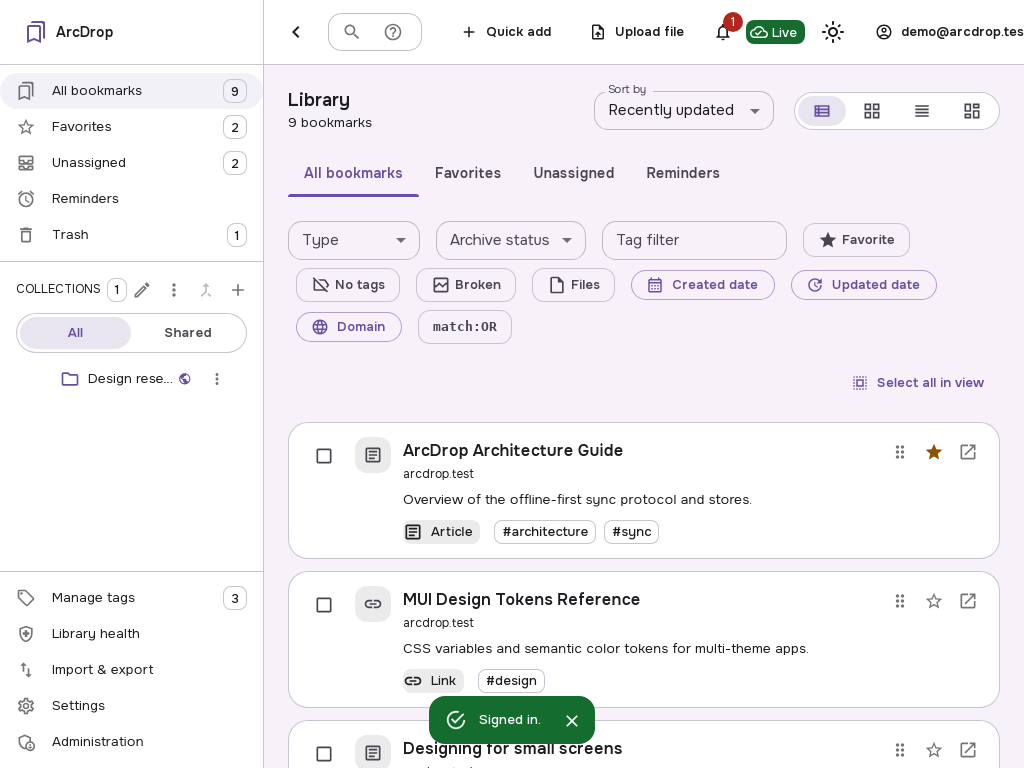 ArcDrop
Quick add
Upload file
1
Live
demo@arcdrop.tes
All bookmarks
9
Favorites
2
Unassigned
2
Reminders
Trash
1
COLLECTIONS
1
All
Shared
Design rese...
Manage tags
3
Library health
Import & export
Settings
Administration
Library
9 bookmarks
Sort by
Recently updated
All bookmarks
Favorites
Unassigned
Reminders
Type
Archive status
Tag filter
Favorite
No tags
Broken
Files
Created date
Updated date
Domain
match:OR
Select all in view
ArcDrop Architecture Guide
arcdrop.test
Overview of the offline-first sync protocol and stores.
Article
#architecture
#sync
MUI Design Tokens Reference
arcdrop.test
CSS variables and semantic color tokens for multi-theme apps.
Link
#design
Signed in.
Designing for small screens